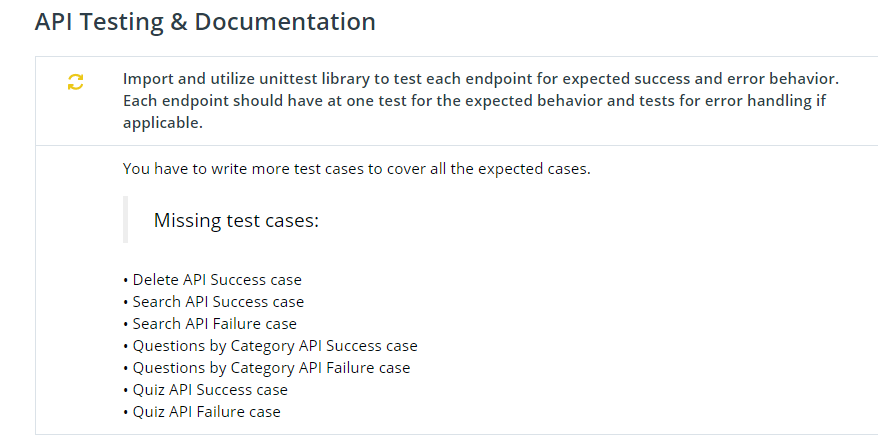 API Testing & Documentation
Import and utilize unittest library to test each endpoint for expected success and error behavior.
Each endpoint should have at one test for the expected behavior and tests for error handling if
applicable.
You have to write more test cases to cover all the expected cases.
Missing test cases:
• Delete API Success case
• Search API Success case
• Search API Failure case
• Questions by Category API Success case
• Questions by Category API Failure case
• Quiz API Success case
• Quiz API Failure case